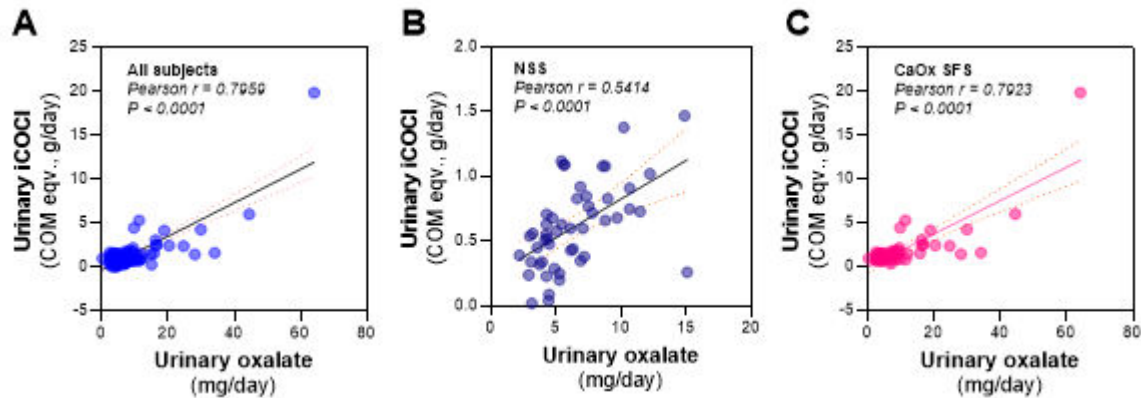 A
B
C
All subjects
Pearson r = 0.7959
P < 0.0001
NSS
Pearson r = 0.5414
P < 0.0001
CaOx SFS
Pearson r = 0.7923
P < 0.0001
Urinary iCOCI
(COM eqv., g/day)
25
20
15
10
5
0
-5
0 20 40 60 80
Urinary oxalate
(mg/day)
Urinary iCOCI
(COM eqv., g/day)
2.0
1.5
1.0
0.5
0.0
0 5 10 15 20
Urinary oxalate
(mg/day)
Urinary iCOCI
(COM eqv., g/day)
25
20
15
10
5
0
-5
0 20 40 60 80
Urinary oxalate
(mg/day)